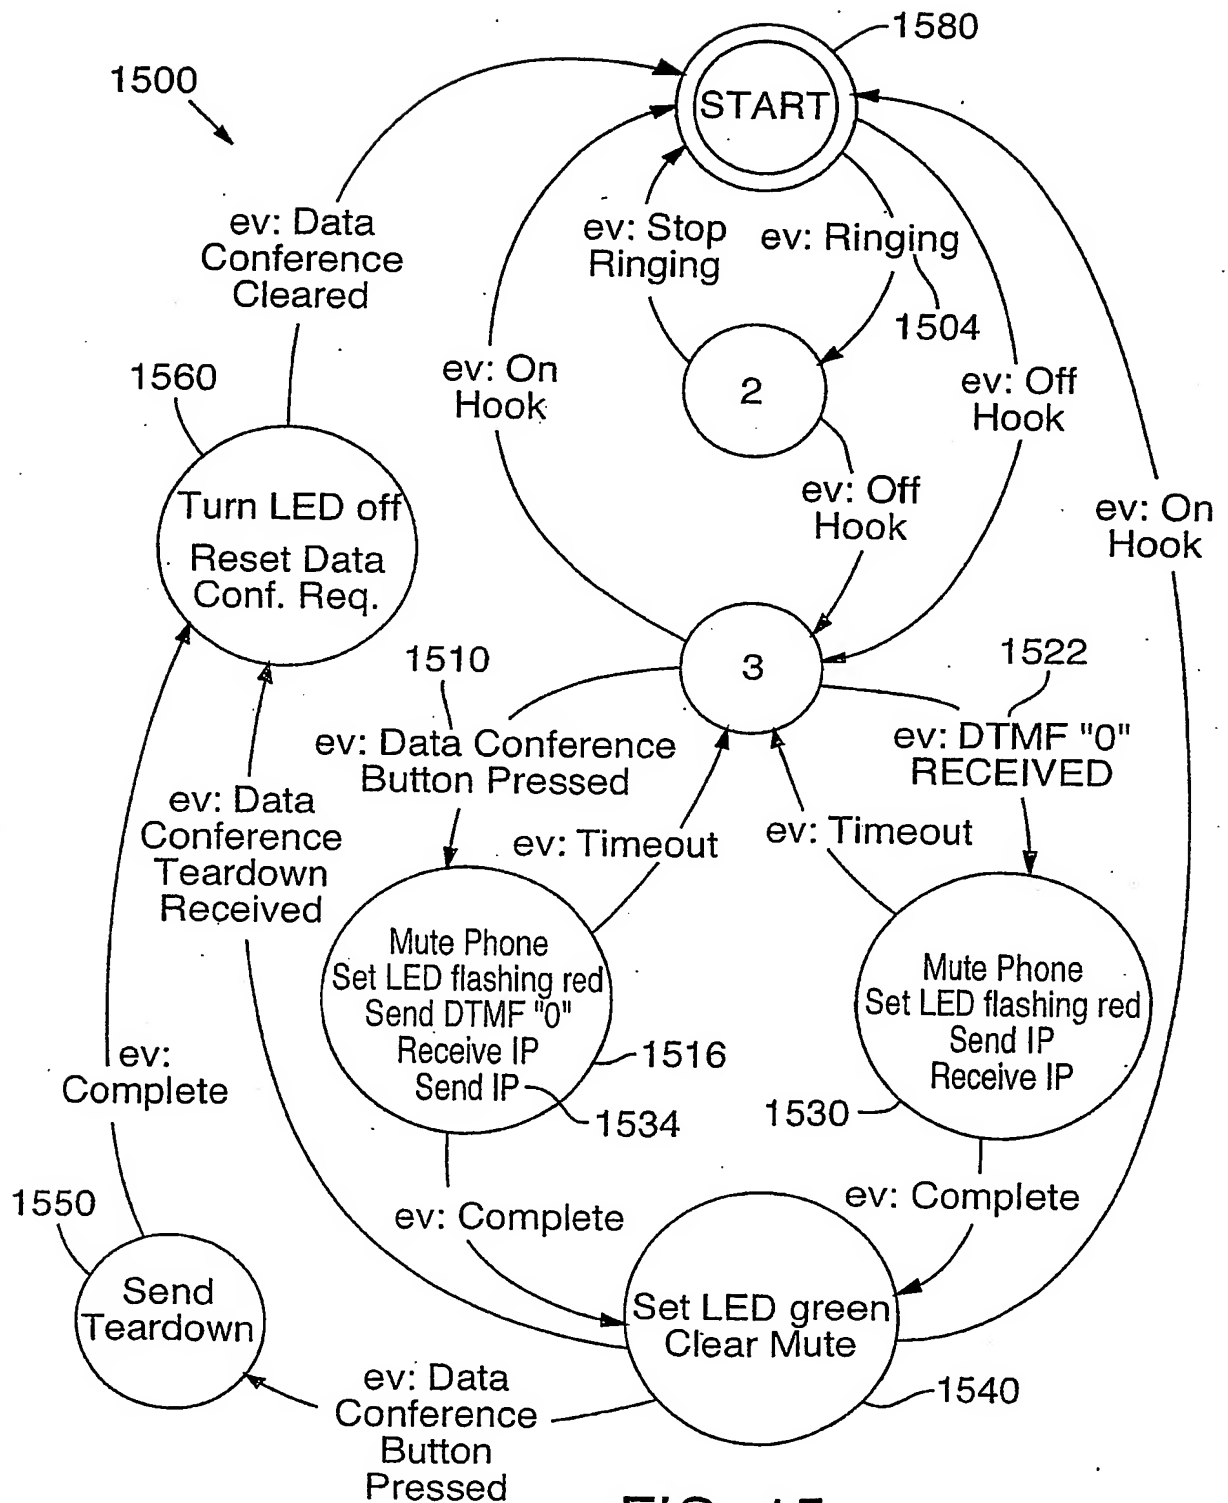 1580
1500
START
ev: Data
Conference
Cleared
ev: Stop
Ringing
ev: Ringing
1504
1560
ev: On
Hook
2
ev: Off
Hook
Turn LED off
Reset Data
Conf. Req.
ev: Off
Hook
ev: On
Hook
1510
3
1522
ev: Data Conference
Button Pressed
ev: DTMF "0"
RECEIVED
ev: Data
Conference
Teardown
Received
ev: Timeout
ev: Timeout
Mute Phone
Set LED flashing red
Send DTMF "0"
Receive IP
Send IP
1516
1534
Mute Phone
Set LED flashing red
Send IP
Receive IP
1530
ev:
Complete
1550
ev: Complete
ev: Complete
Send
Teardown
Set LED green
Clear Mute
1540
ev: Data
Conference
Button
Pressed